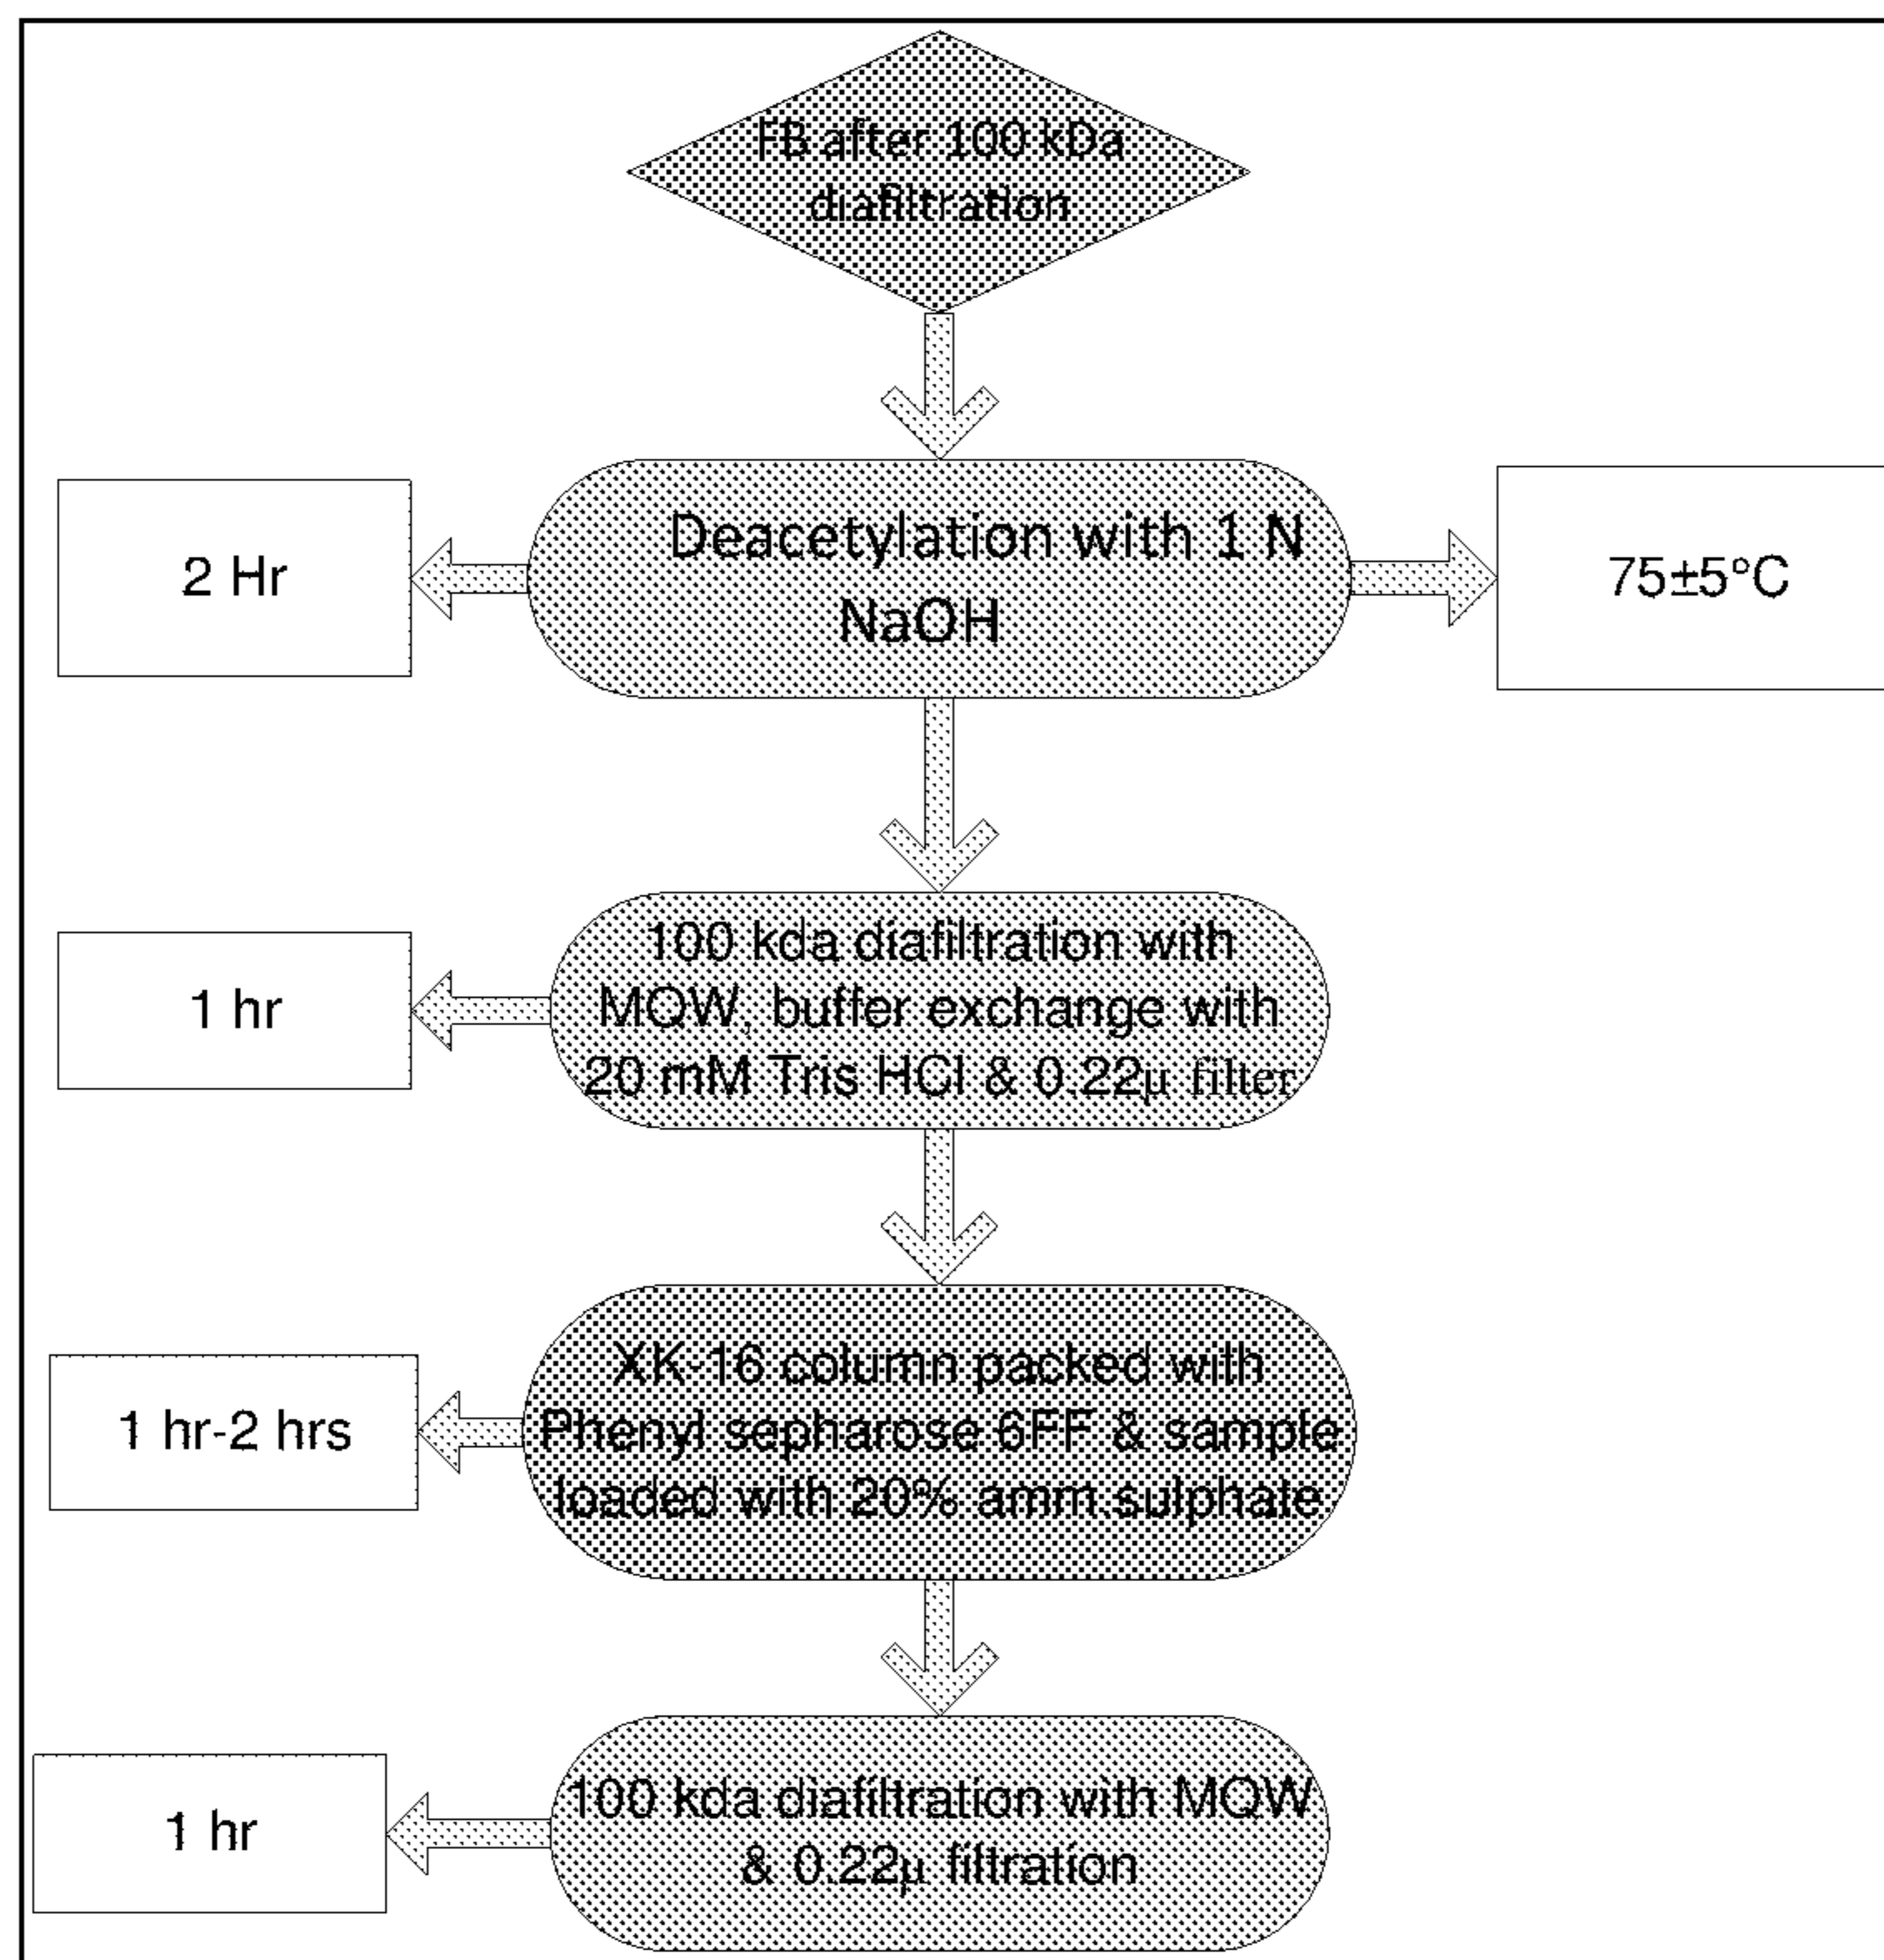 FB after 100 kDa
diafiltration
2 Hr
Deacetylation with 1 N
NaOH
75±5°C
1 hr
100 kda diafiltration with
MQW, buffer exchange with
20 mM Tris HCl & 0.22µ filter
1 hr-2 hrs
XK-16 column packed with
Phenyl sepharose 6FF & sample
loaded with 20% amm.sulphate
1 hr
100 kda diafiltration with MQW
& 0.22µ filtration